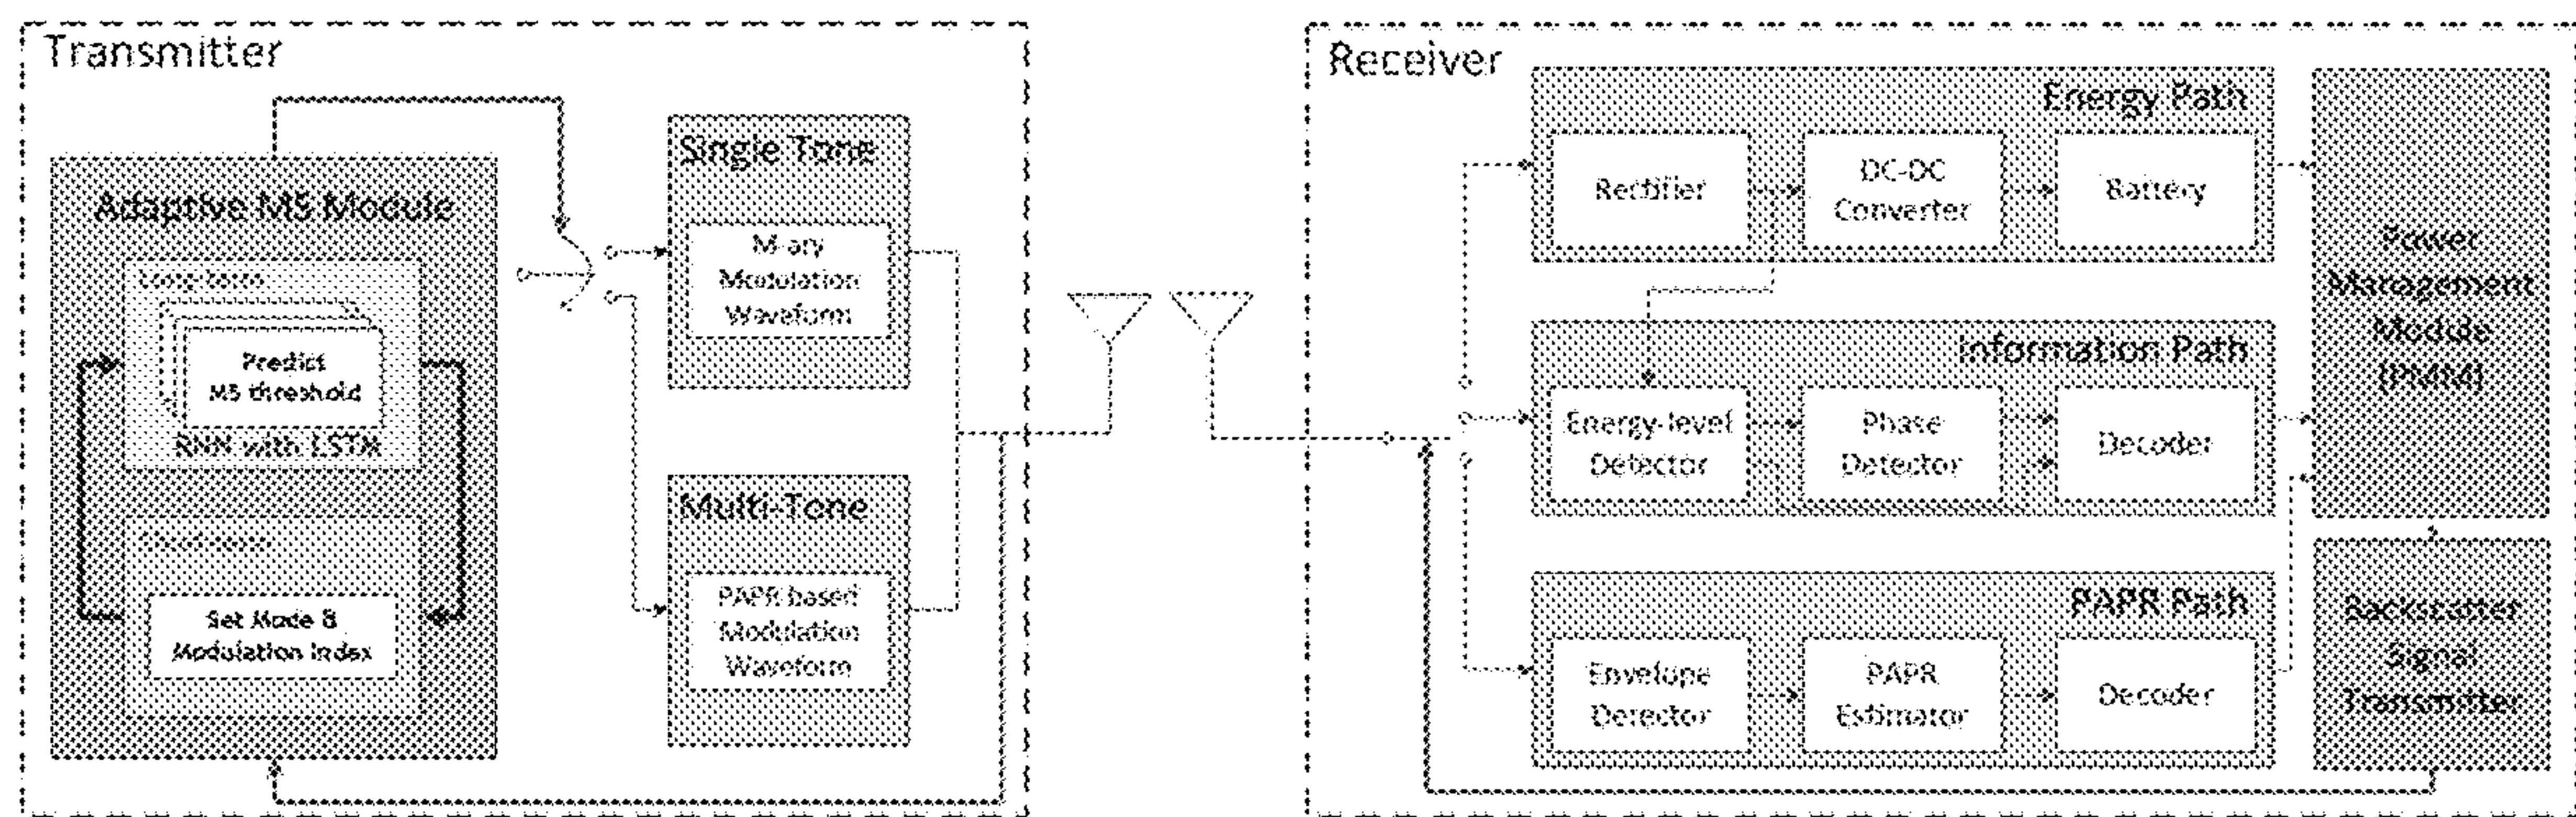 Transmitter
Adaptive MS Module
Long-term
Predict
MS threshold
RNN with LSTM
Set Mode &
Modulation Index
Single Tone
M-ary
Modulation
Waveform
Multi-Tone
PAPR based
Modulation
Waveform
Receiver
Energy Path
Rectifier
DC-DC
Converter
Battery
Information Path
Energy-level
Detector
Phase
Detector
Decoder
PAPR Path
Envelope
Detector
PAPR
Estimator
Decoder
Power
Management
Module
(PMM)
Backscatter
Signal
Transmitter